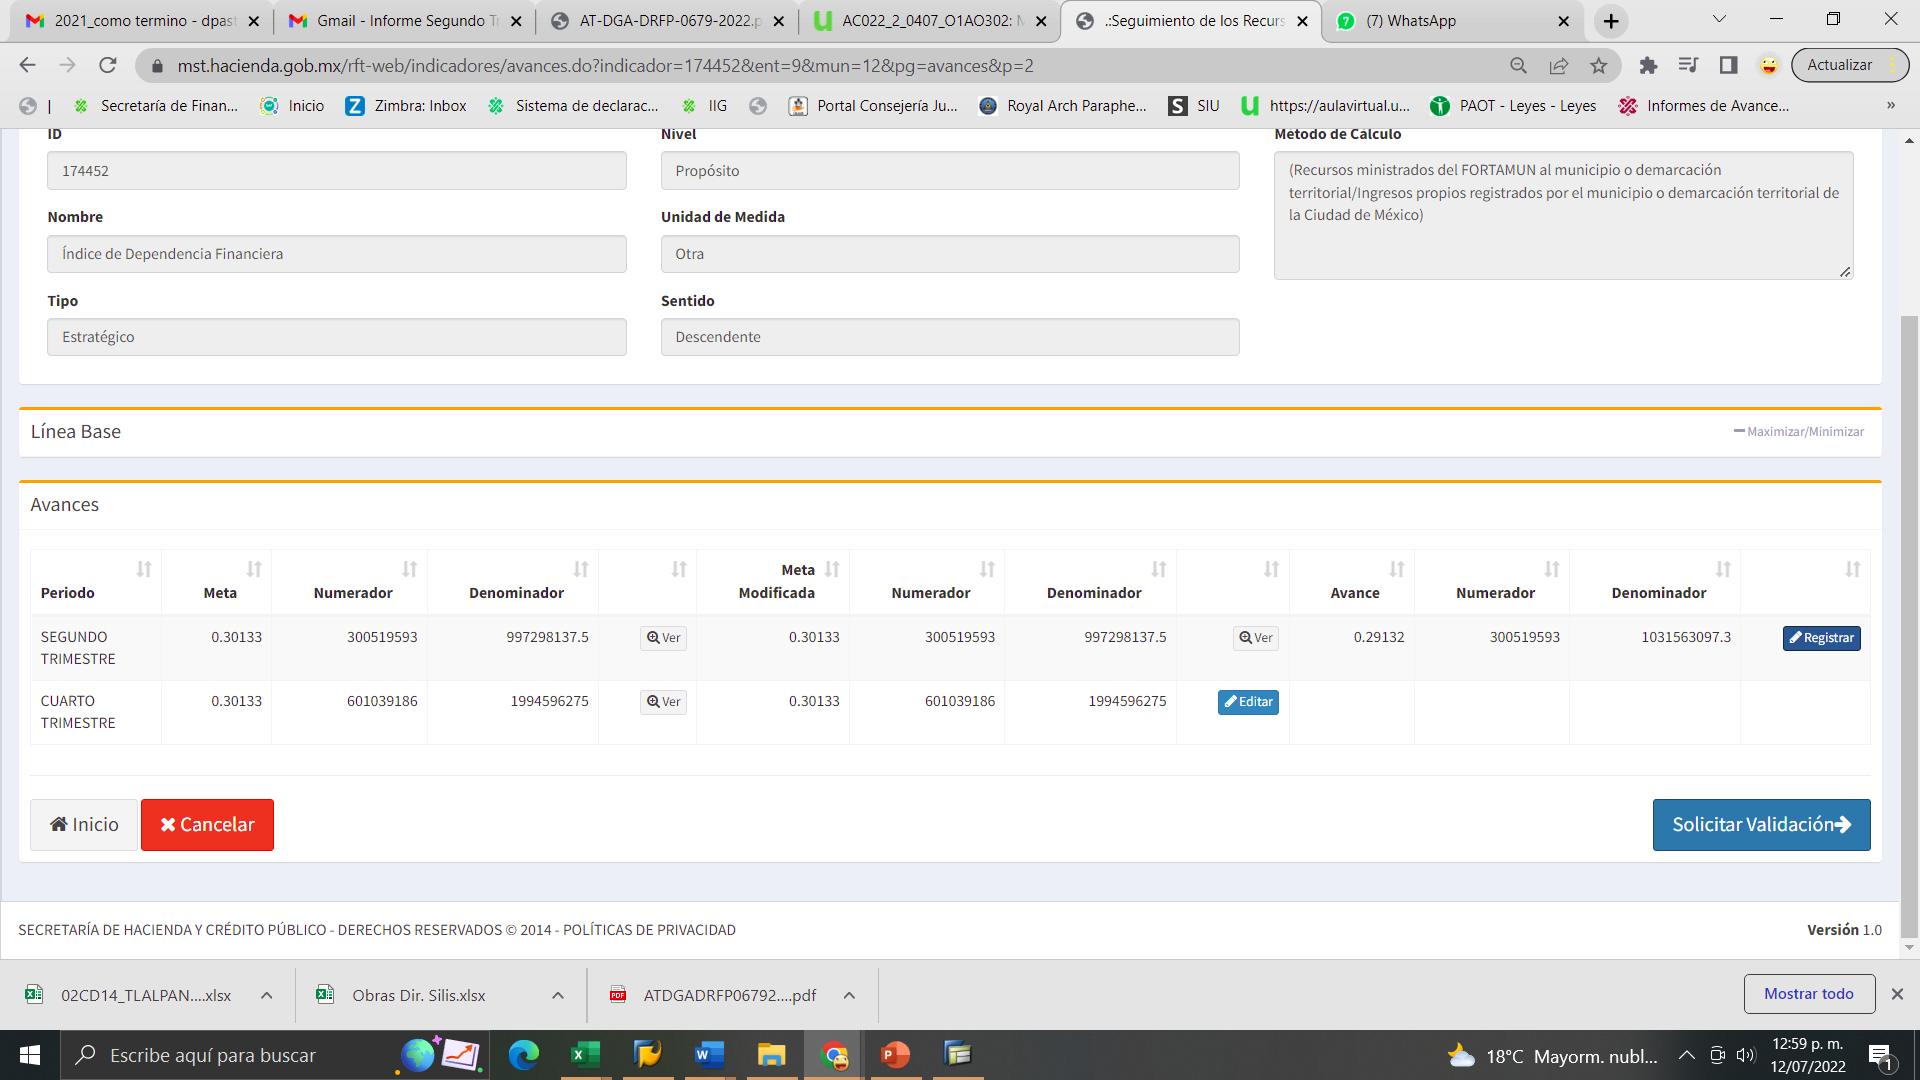 2021_como termino - dpast
Gmail - Informe Segundo Tr
AT-DGA-DRFP-0679-2022.p
AC022_2_0407_O1AO302: M
.:Seguimiento de los Recurs
(7) WhatsApp
mst.hacienda.gob.mx/rft-web/indicadores/avances.do?indicador=174452&ent=9&mun=12&pg=avances&p=2
Actualizar
| Secretaría de Finan... Inicio Zimbra: Inbox Sistema de declarac... IIG Portal Consejería Ju... Royal Arch Paraphe... SIU https://aulavirtual.u... PAOT - Leyes - Leyes Informes de Avance... »
ID
174452
Nombre
Índice de Dependencia Financiera
Tipo
Estratégico
Nivel
Propósito
Unidad de Medida
Otra
Sentido
Descendente
Método de Cálculo
(Recursos ministrados del FORTAMUN al municipio o demarcación
territorial/Ingresos propios registrados por el municipio o demarcación territorial de
la Ciudad de México)
Línea Base
Maximizar/Minimizar
Avances
Periodo Meta Numerador Denominador Meta Modificada Numerador Denominador Avance Numerador Denominador
SEGUNDO TRIMESTRE 0.30133 300519593 997298137.5 Ver 0.30133 300519593 997298137.5 Ver 0.29132 300519593 1031563097.3 Registrar
CUARTO TRIMESTRE 0.30133 601039186 1994596275 Ver 0.30133 601039186 1994596275 Editar
Inicio
Cancelar
Solicitar Validación
SECRETARÍA DE HACIENDA Y CRÉDITO PÚBLICO - DERECHOS RESERVADOS © 2014 - POLÍTICAS DE PRIVACIDAD
Versión 1.0
02CD14_TLALPAN....xlsx
Obras Dir. Silis.xlsx
PDF
ATDGADRFP06792....pdf
Mostrar todo
Escribe aquí para buscar
18°C Mayorm. nubl...
12:59 p. m.
12/07/2022
1